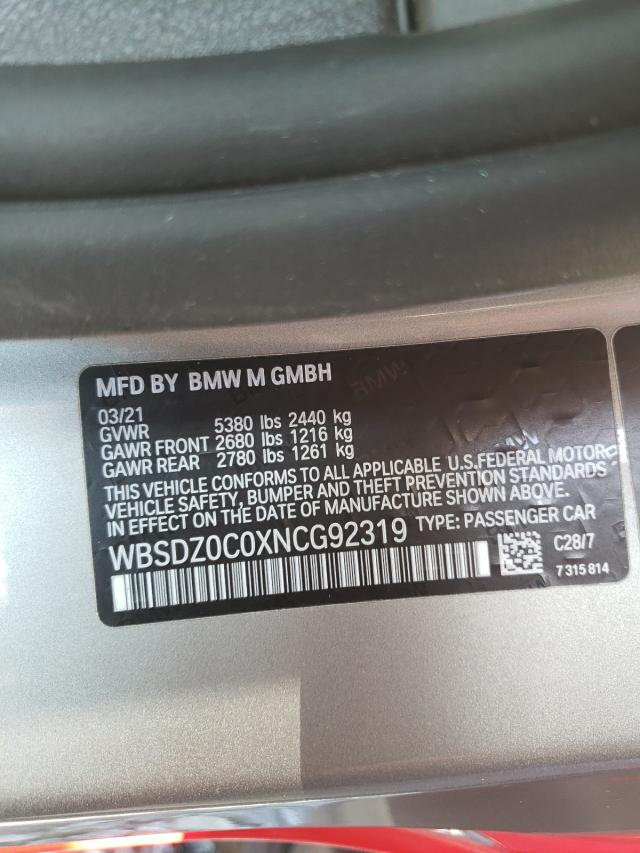 MFD BY BMW M GMBH
03/21
GVWR 5380 lbs 2440 kg
GAWR FRONT 2680 lbs 1216 kg
GAWR REAR 2780 lbs 1261 kg
THIS VEHICLE CONFORMS TO ALL APPLICABLE U.S.FEDERAL MOTOR
VEHICLE SAFETY, BUMPER AND THEFT PREVENTION STANDARDS
IN EFFECT ON THE DATE OF MANUFACTURE SHOWN ABOVE.
WBSDZ0C0XNCG92319 TYPE: PASSENGER CAR
C28/7
7 315 814